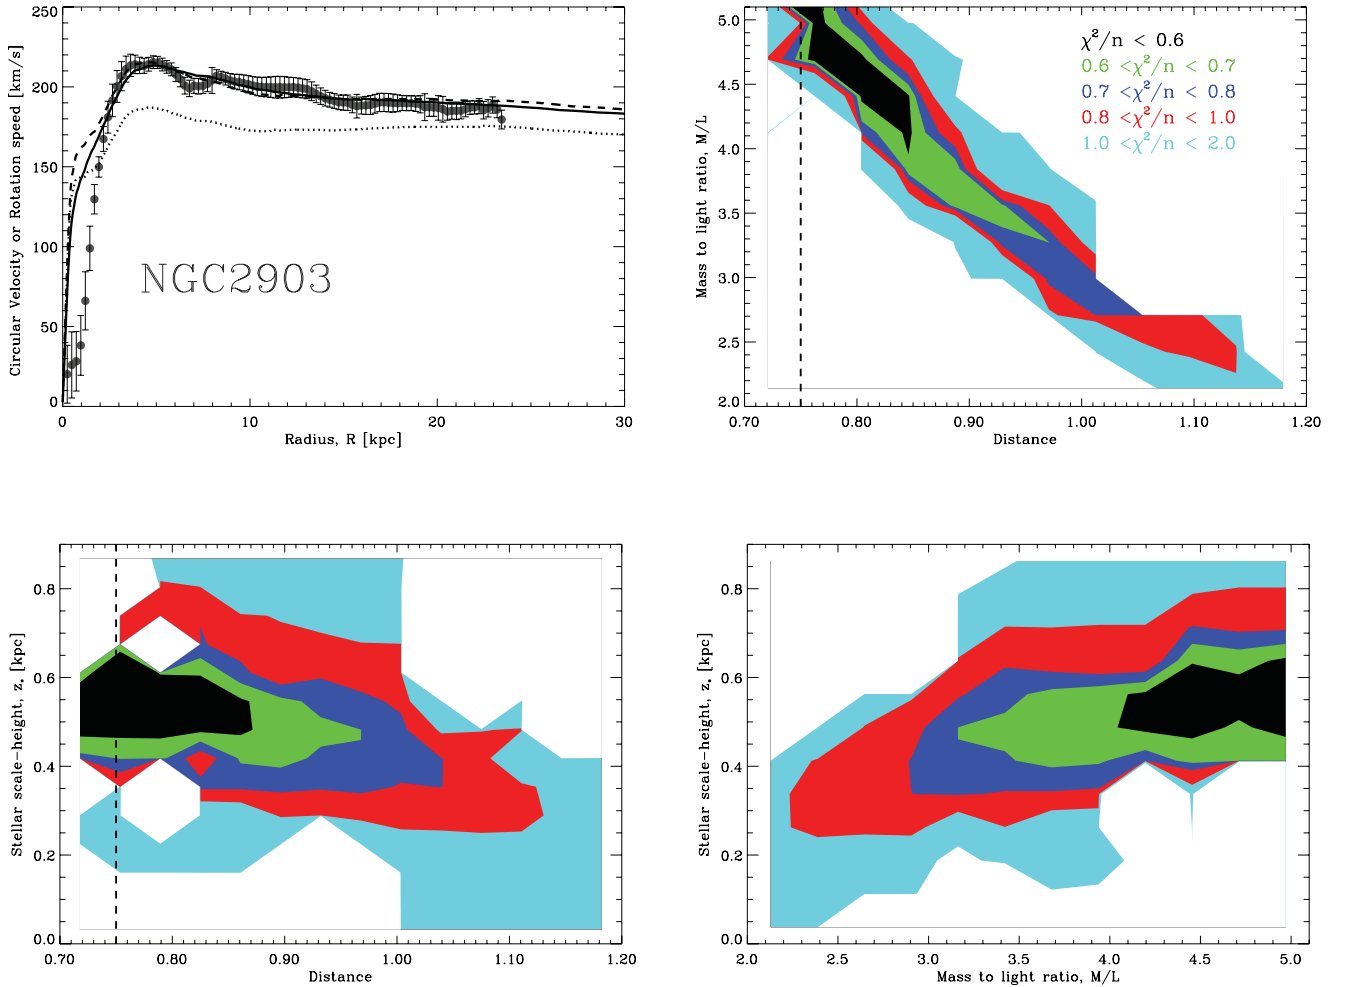 Circular Velocity or Rotation speed [km/s]
250
200
150
100
50
0
NGC2903
0 10 20 30
Radius, R [kpc]
Mass to light ratio, M/L
5.0
4.5
4.0
3.5
3.0
2.5
2.0
χ²/n < 0.6
0.6 <χ²/n < 0.7
0.7 <χ²/n < 0.8
0.8 <χ²/n < 1.0
1.0 <χ²/n < 2.0
0.70 0.80 0.90 1.00 1.10 1.20
Distance
Stellar scale-height, z* [kpc]
0.8
0.6
0.4
0.2
0.0
0.70 0.80 0.90 1.00 1.10 1.20
Distance
Stellar scale-height, z* [kpc]
0.8
0.6
0.4
0.2
0.0
2.0 2.5 3.0 3.5 4.0 4.5 5.0
Mass to light ratio, M/L